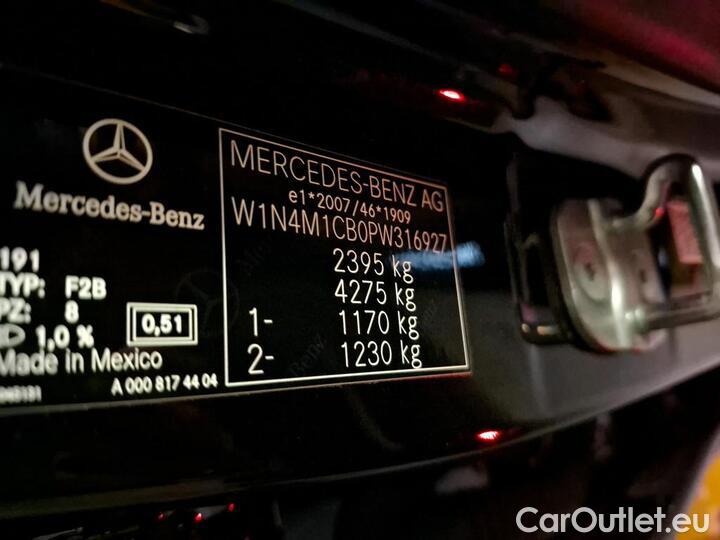 Mercedes-Benz
191
TYP: F2B
PZ: 8
1,0 %
0,51
Made in Mexico
A 000 817 44 04
MERCEDES-BENZ AG
e1*2007/46*1909
W1N4M1CB0PW316927
2395 kg
4275 kg
1- 1170 kg
2- 1230 kg
CarOutlet.eu